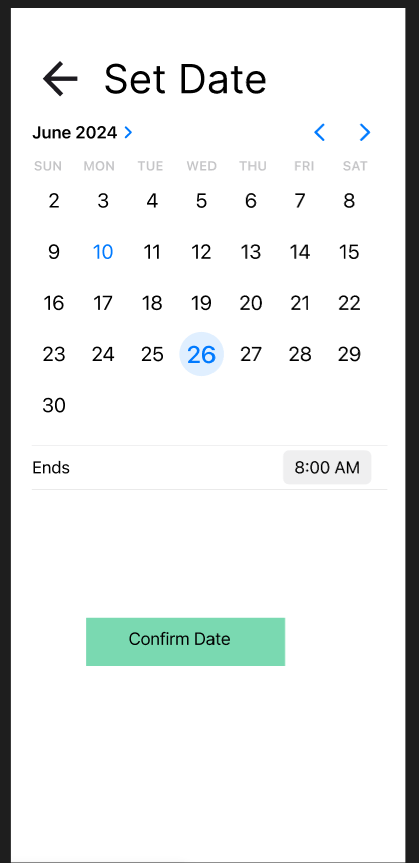 Set Date
June 2024
SUN MON TUE WED THU FRI SAT
2 3 4 5 6 7 8
9 10 11 12 13 14 15
16 17 18 19 20 21 22
23 24 25 26 27 28 29
30
Ends 8:00 AM
Confirm Date